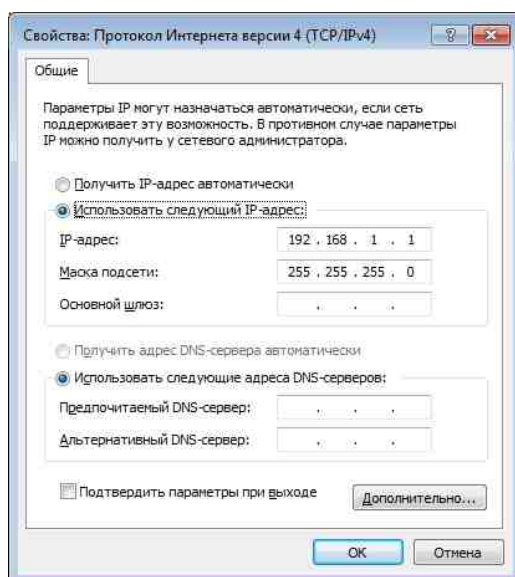 Свойства: Протокол Интернета версии 4 (TCP/IPv4)
Общие
Параметры IP могут назначаться автоматически, если сеть
поддерживает эту возможность. В противном случае параметры
IP можно получить у сетевого администратора.
Получить IP-адрес автоматически
Использовать следующий IP-адрес:
IP-адрес: 192 . 168 . 1 . 1
Маска подсети: 255 . 255 . 255 . 0
Основной шлюз: . . .
Получить адрес DNS-сервера автоматически
Использовать следующие адреса DNS-серверов:
Предпочитаемый DNS-сервер: . . .
Альтернативный DNS-сервер: . . .
Подтвердить параметры при выходе
Дополнительно...
OK Отмена